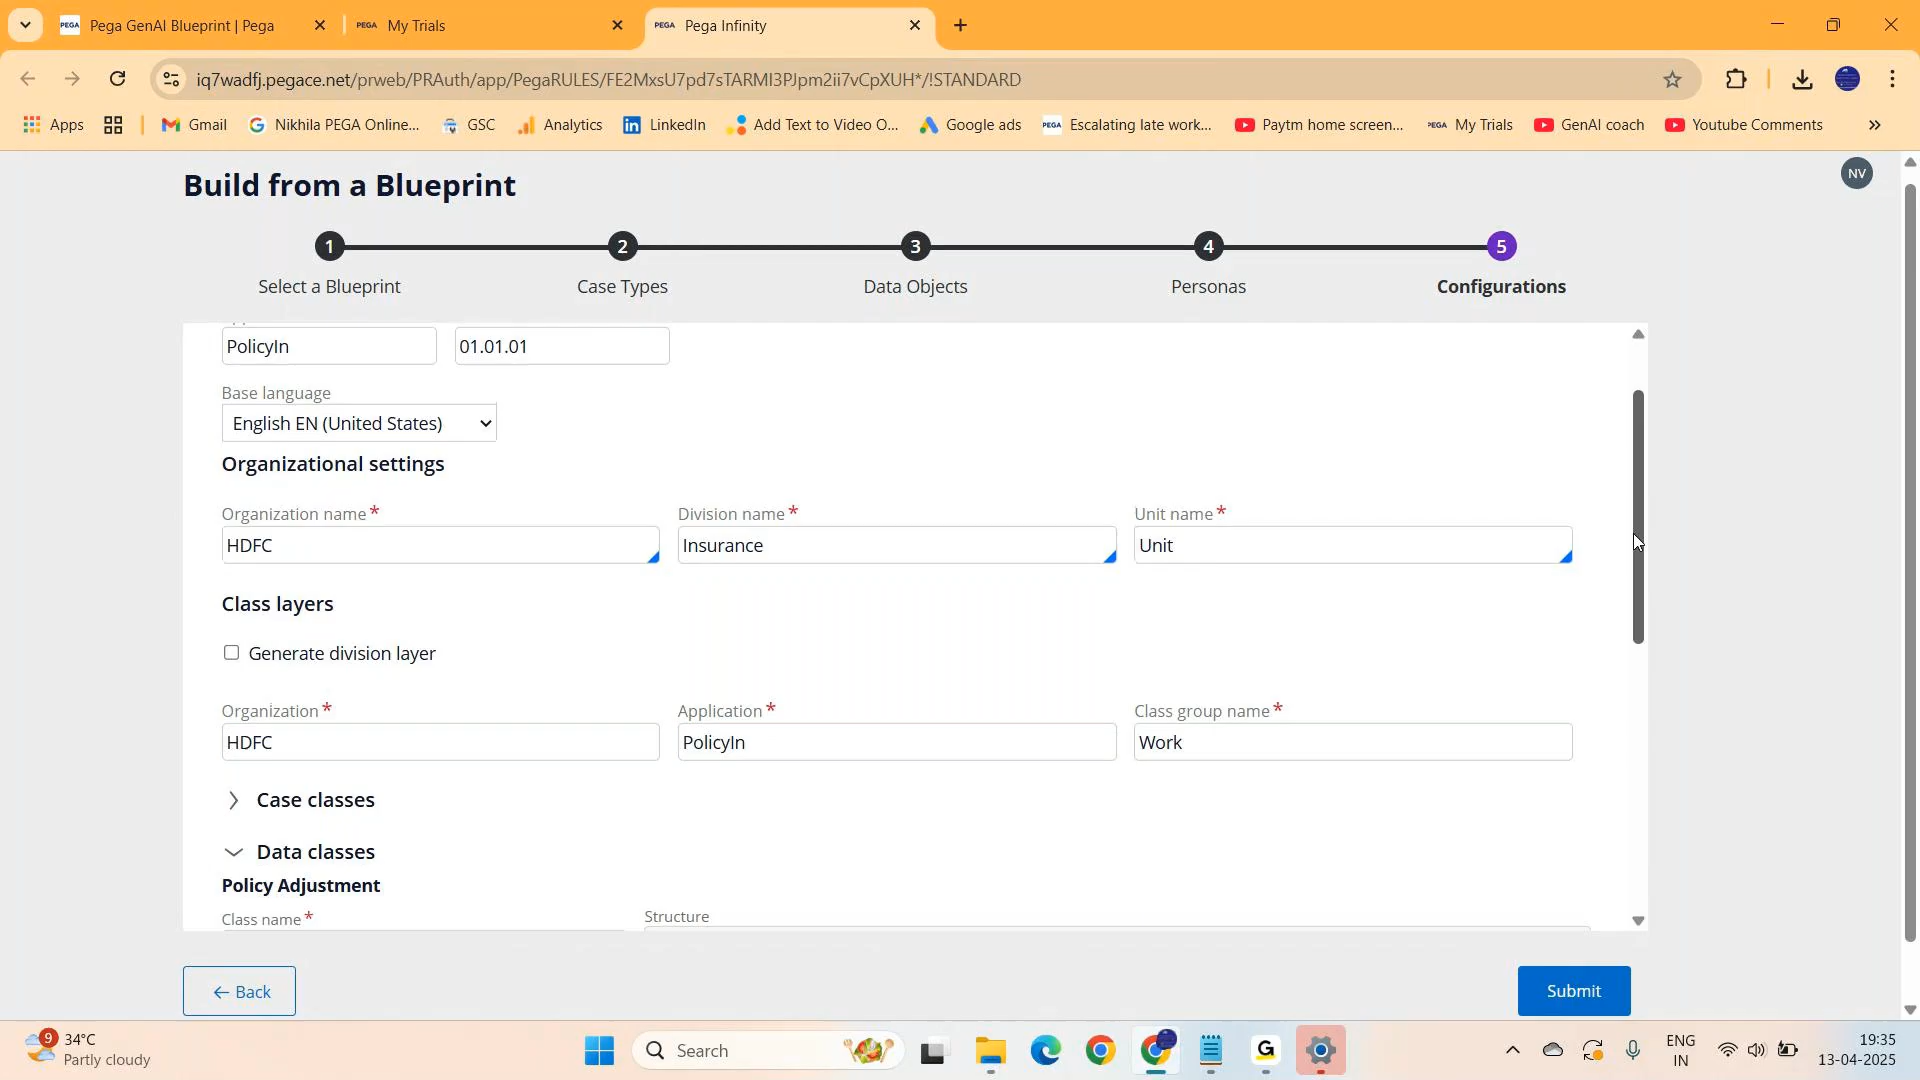 PEGA Pega GenAI Blueprint | Pega
PEGA My Trials
PEGA Pega Infinity
iq7wadfj.pegace.net/prweb/PRAuth/app/PegaRULES/FE2MxsU7pd7sTARMI3PJpm2ii7vCpXUH*/!STANDARD
Apps Gmail Nikhila PEGA Online... GSC Analytics LinkedIn Add Text to Video O... Google ads PEGA Escalating late work... Paytm home screen... PEGA My Trials GenAI coach Youtube Comments »
Build from a Blueprint
NV
1 2 3 4 5
Select a Blueprint Case Types Data Objects Personas Configurations
PolicyIn 01.01.01
Base language
English EN (United States)
Organizational settings
Organization name * Division name * Unit name *
HDFC Insurance Unit
Class layers
Generate division layer
Organization * Application * Class group name *
HDFC PolicyIn Work
Case classes
Data classes
Policy Adjustment
Class name * Structure
← Back Submit
9 34°C
Partly cloudy
Search
ENG
IN
19:35
13-04-2025